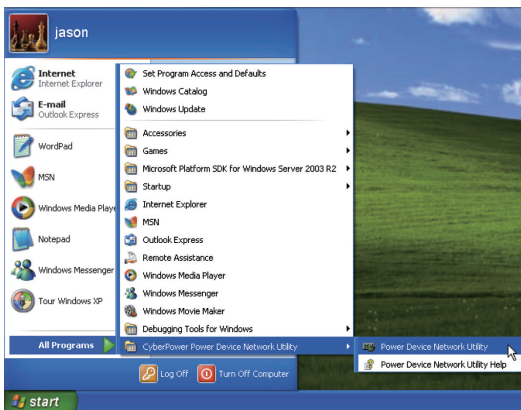 jason
Internet
Internet Explorer
E-mail
Outlook Express
WordPad
MSN
Windows Media Playe
Notepad
Windows Messenger
Tour Windows XP
All Programs
Set Program Access and Defaults
Windows Catalog
Windows Update
Accessories
Games
Microsoft Platform SDK for Windows Server 2003 R2
Startup
Internet Explorer
MSN
Outlook Express
Remote Assistance
Windows Media Player
Windows Messenger
Windows Movie Maker
Debugging Tools for Windows
CyberPower Power Device Network Utility
Power Device Network Utility
Power Device Network Utility Help
Log Off
Turn Off Computer
start